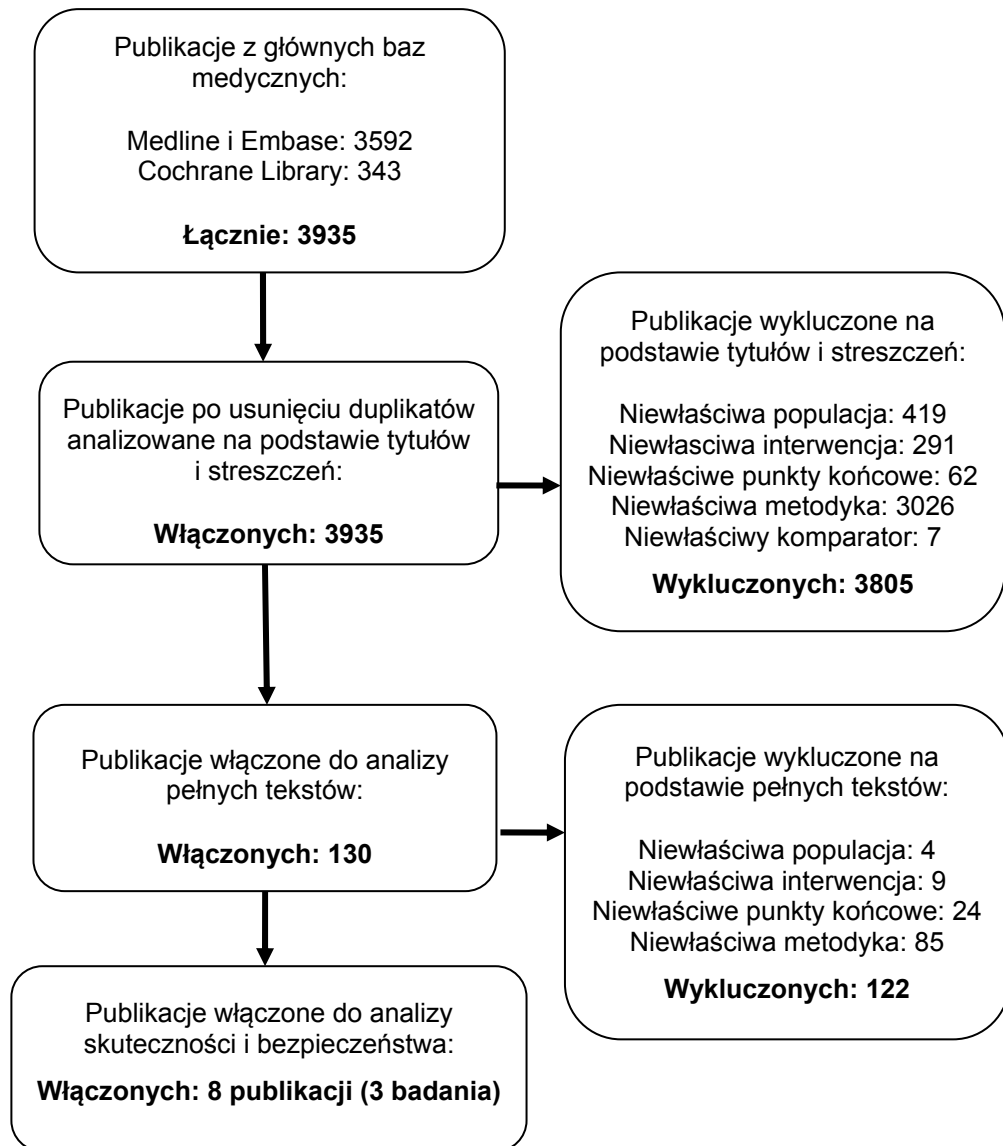 Publikacje z głównych baz
medycznych:
Medline i Embase: 3592
Cochrane Library: 343
Łącznie: 3935
Publikacje po usunięciu duplikatów
analizowane na podstawie tytułów
i streszczeń:
Włączonych: 3935
Publikacje wykluczone na
podstawie tytułów i streszczeń:
Niewłaściwa populacja: 419
Niewłasciwa interwencja: 291
Niewłaściwe punkty końcowe: 62
Niewłaściwa metodyka: 3026
Niewłaściwy komparator: 7
Wykluczonych: 3805
Publikacje włączone do analizy
pełnych tekstów:
Włączonych: 130
Publikacje wykluczone na
podstawie pełnych tekstów:
Niewłaściwa populacja: 4
Niewłaściwa interwencja: 9
Niewłaściwe punkty końcowe: 24
Niewłaściwa metodyka: 85
Wykluczonych: 122
Publikacje włączone do analizy
skuteczności i bezpieczeństwa:
Włączonych: 8 publikacji (3 badania)